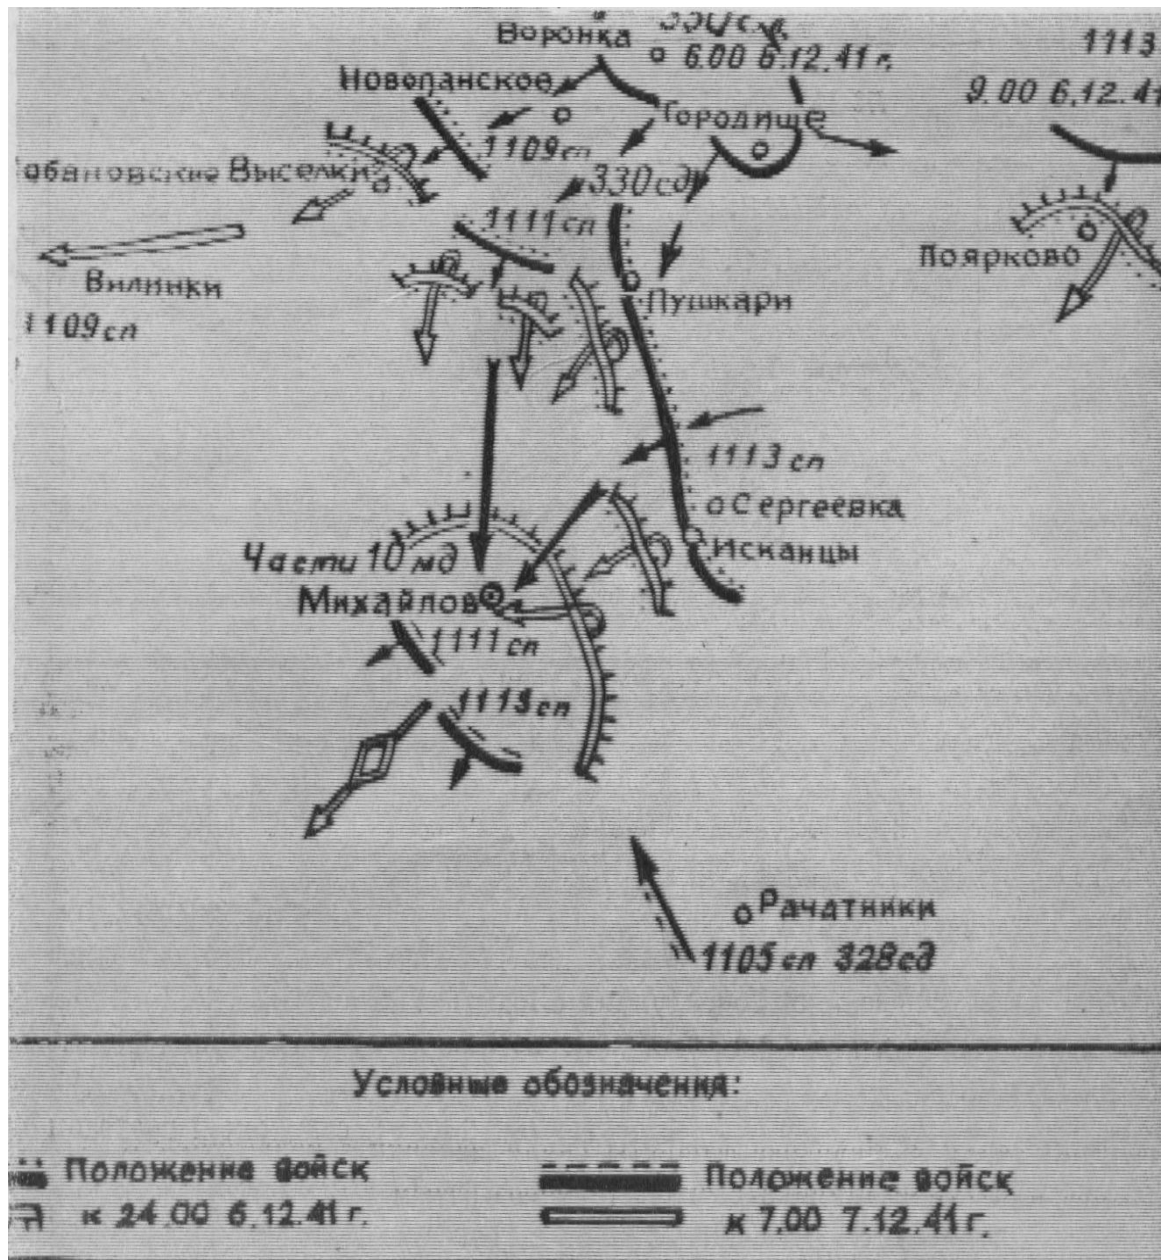 Воронка
6.00 6.12.41 г.
1113
9.00 6.12.41
Новопанское
Городище
1109 сп
330 сд
Выселки
1111 сп
Вилинки
1109 сп
Поярково
Пушкари
1113 сп
Сергеевка
Исканцы
Части 10 мд
Михайлов
1111 сп
1113 сп
Рачатники
1105 сп 328 сд
Условные обозначения:
Положение войск
к 24.00 6.12.41 г.
Положение войск
к 7.00 7.12.41 г.